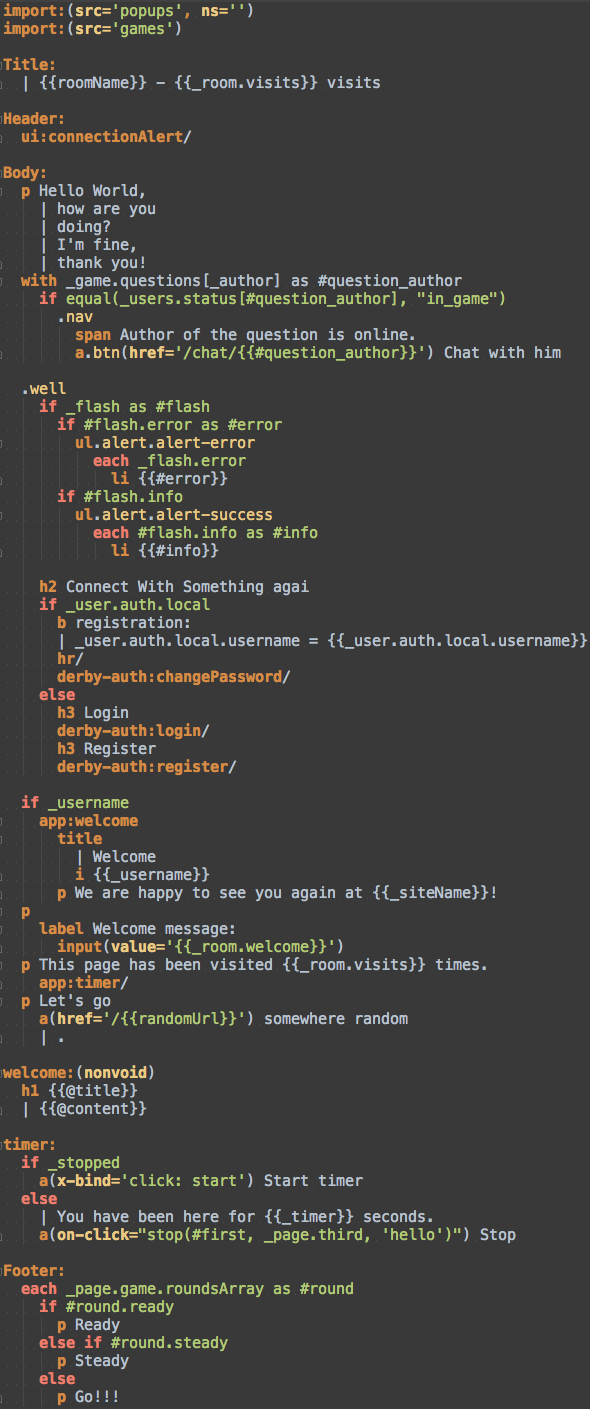 import:(src='popups', ns='')
import:(src='games')

Title:
  | {{roomName}} - {{_room.visits}} visits

Header:
  ui:connectionAlert/

Body:
  p Hello World,
    | how are you
    | doing?
    | I'm fine,
    | thank you!
  with _game.questions[_author] as #question_author
    if equal(_users.status[#question_author], "in_game")
      .nav
        span Author of the question is online.
        a.btn(href='/chat/{{#question_author}}') Chat with him

  .well
    if _flash as #flash
      if #flash.error as #error
        ul.alert.alert-error
          each _flash.error
            li {{#error}}
      if #flash.info
        ul.alert.alert-success
          each #flash.info as #info
            li {{#info}}

    h2 Connect With Something agai
    if _user.auth.local
      b registration:
      | _user.auth.local.username = {{_user.auth.local.username}}
      hr/
      derby-auth:changePassword/
    else
      h3 Login
      derby-auth:login/
      h3 Register
      derby-auth:register/

  if _username
    app:welcome
      title
        | Welcome
        i {{_username}}
      p We are happy to see you again at {{_siteName}}!
  p
    label Welcome message:
      input(value='{{_room.welcome}}')
  p This page has been visited {{_room.visits}} times.
    app:timer/
  p Let's go
    a(href='/{{randomUrl}}') somewhere random
    | .

welcome:(nonvoid)
  h1 {{@title}}
  | {{@content}}

timer:
  if _stopped
    a(x-bind='click: start') Start timer
  else
    | You have been here for {{_timer}} seconds.
    a(on-click="stop(#first, _page.third, 'hello')") Stop

Footer:
  each _page.game.roundsArray as #round
    if #round.ready
      p Ready
    else if #round.steady
      p Steady
    else
      p Go!!!